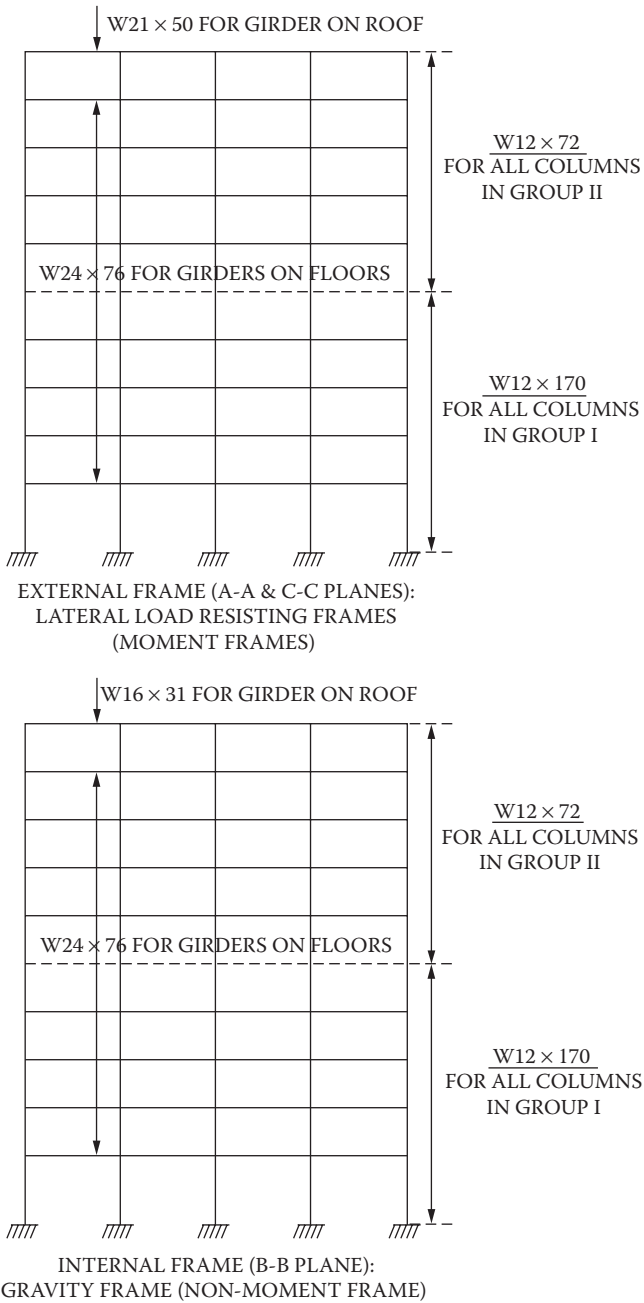 W21 × 50 FOR GIRDER ON ROOF
W12 × 72
FOR ALL COLUMNS
IN GROUP II
W24 × 76 FOR GIRDERS ON FLOORS
W12 × 170
FOR ALL COLUMNS
IN GROUP I
EXTERNAL FRAME (A-A & C-C PLANES):
LATERAL LOAD RESISTING FRAMES
(MOMENT FRAMES)
W16 × 31 FOR GIRDER ON ROOF
W12 × 72
FOR ALL COLUMNS
IN GROUP II
W24 × 76 FOR GIRDERS ON FLOORS
W12 × 170
FOR ALL COLUMNS
IN GROUP I
INTERNAL FRAME (B-B PLANE):
GRAVITY FRAME (NON-MOMENT FRAME)